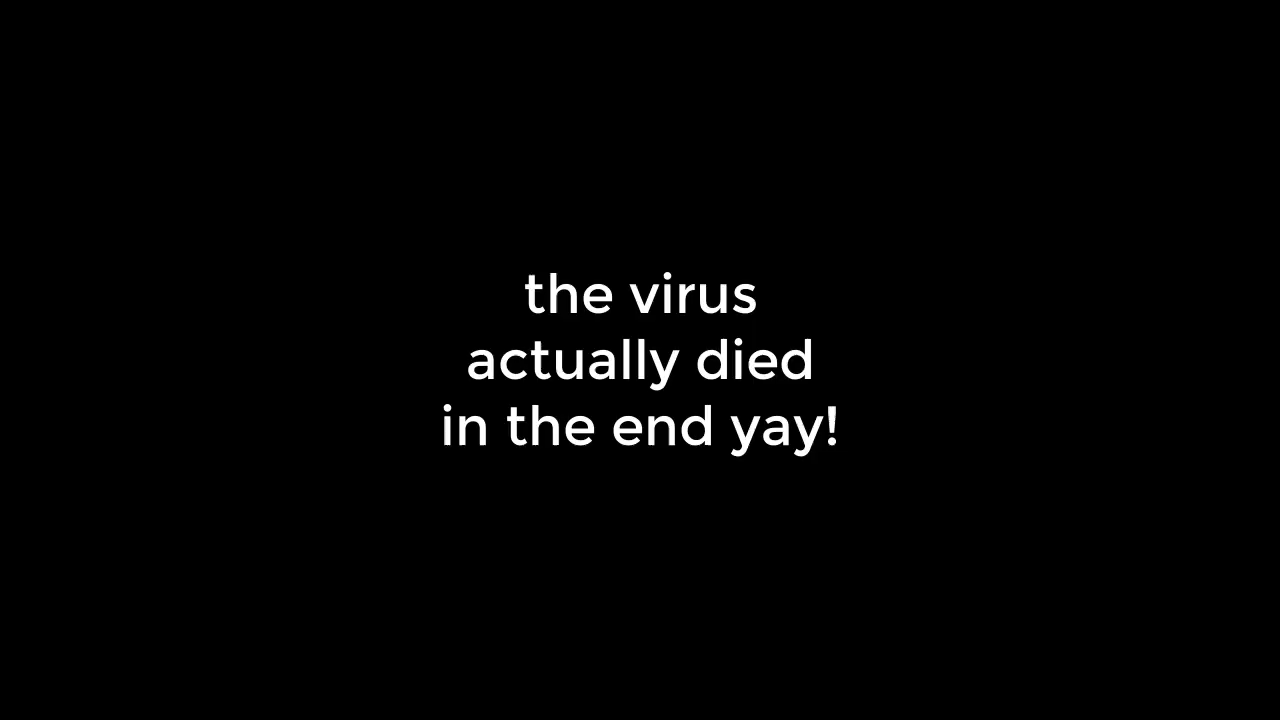 the virus
actually died
in the end yay!